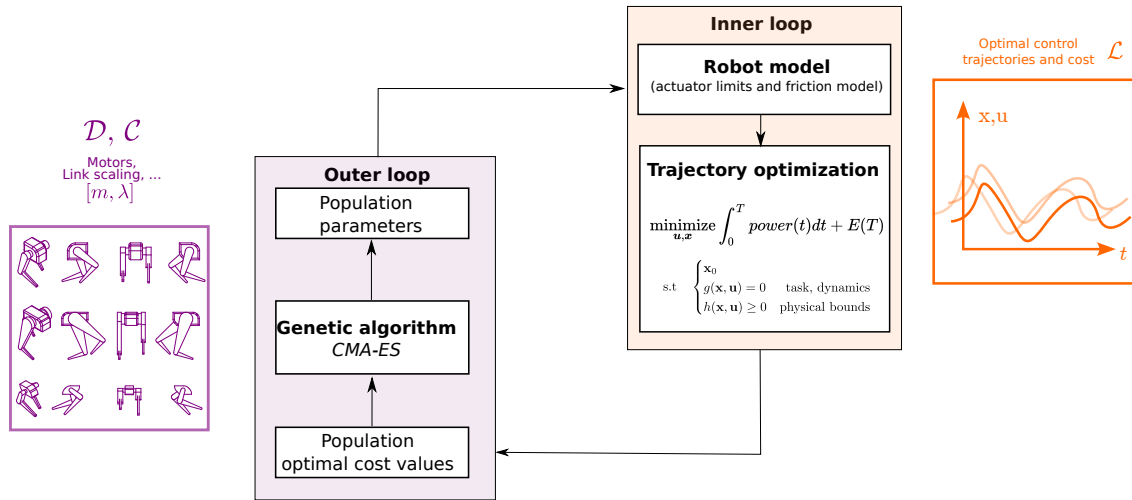 𝒟, 𝒞
Motors,
Link scaling, ...
[m, λ]
Outer loop
Population
parameters
Genetic algorithm
CMA-ES
Population
optimal cost values
Inner loop
Robot model
(actuator limits and friction model)
Trajectory optimization
minimize ∫₀ᵀ power(t)dt + E(T)
u,x
s.t { x₀
g(x, u) = 0 task, dynamics
h(x, u) ≥ 0 physical bounds
Optimal control
trajectories and cost ℒ
x,u
t